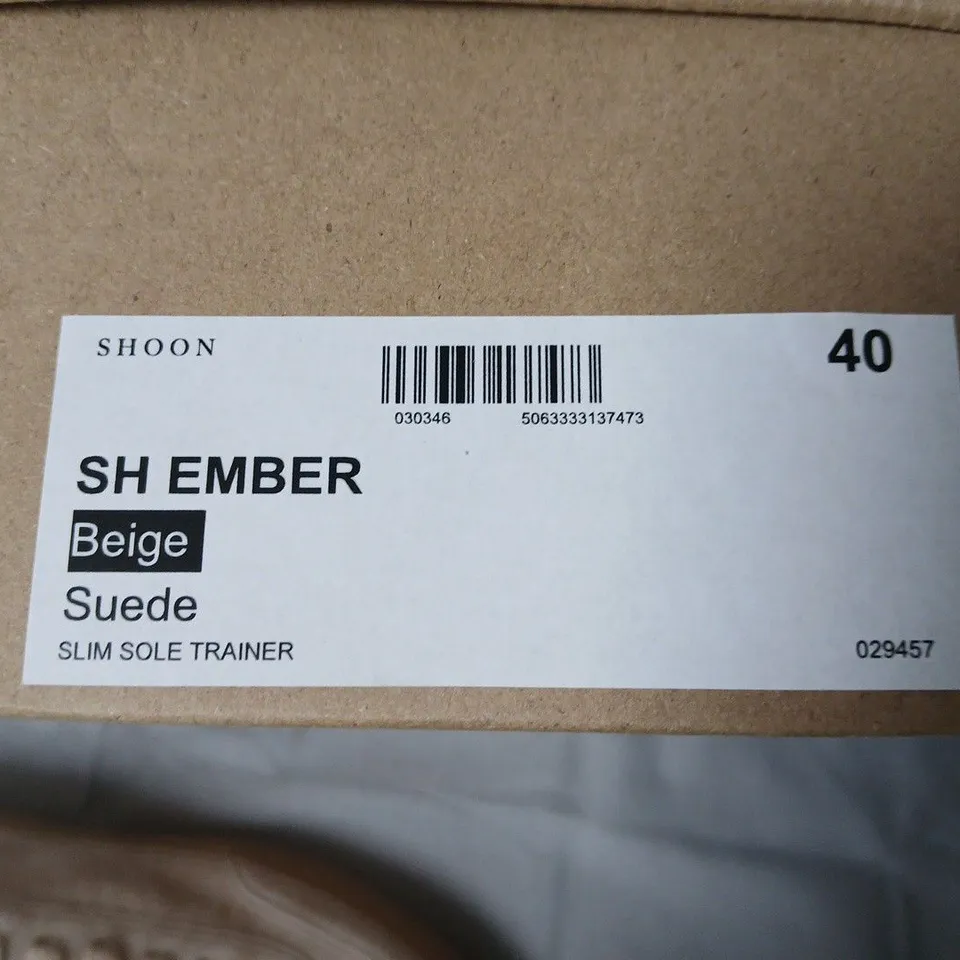 SHOON
40
030346 5063333137473
SH EMBER
Beige
Suede
SLIM SOLE TRAINER
029457